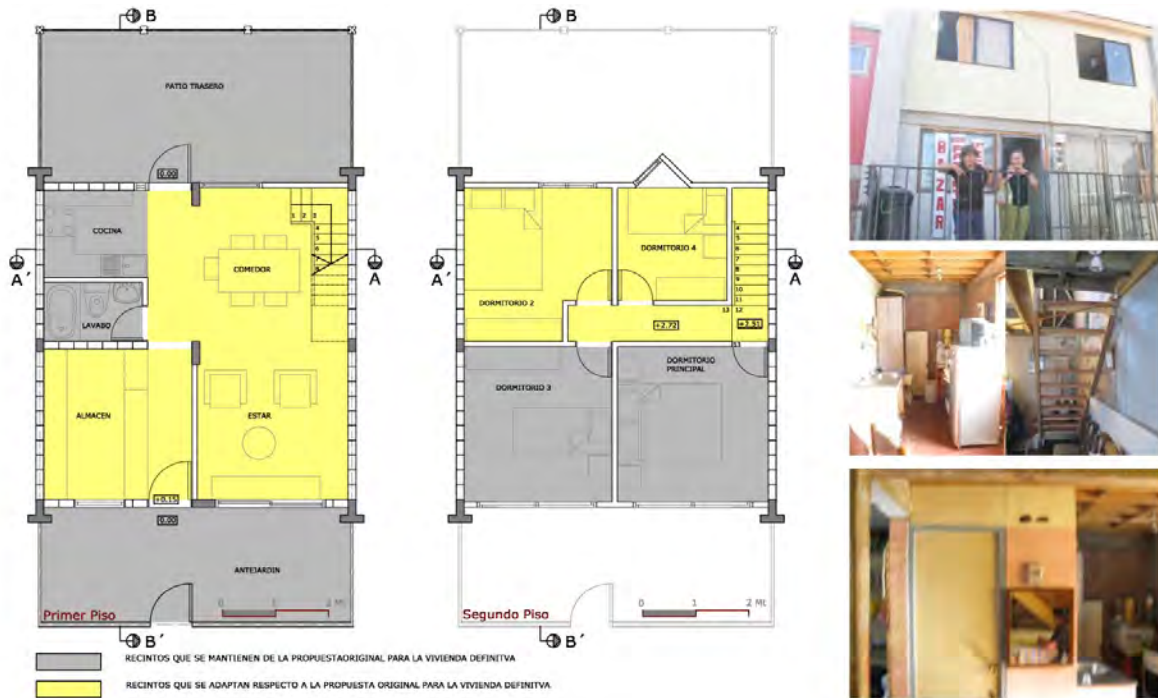 B
B
PATIO TRASERO
0.00
1 2 3
4
5
6
7
8
COCINA
COMEDOR
A´
A
LAVABO
ALMACEN
ESTAR
+0.15
0.00
ANTEJARDIN
Primer Piso
0 1 2 Mt
B´
4
5
6
7
8
9
10
11
12
13
DORMITORIO 4
DORMITORIO 2
+2.72
+2.51
A´
A
DORMITORIO 3
DORMITORIO
PRINCIPAL
Segundo Piso
0 1 2 Mt
B´
BAZAR
RECINTOS QUE SE MANTIENEN DE LA PROPUESTAORIGINAL PARA LA VIVIENDA DEFINITVA
RECINTOS QUE SE ADAPTAN RESPECTO A LA PROPUESTA ORIGINAL PARA LA VIVIENDA DEFINITVA